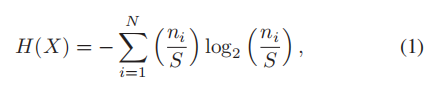 H(X) = − ∑_{i=1}^{N} (n_i/S) log_2 (n_i/S) , (1)